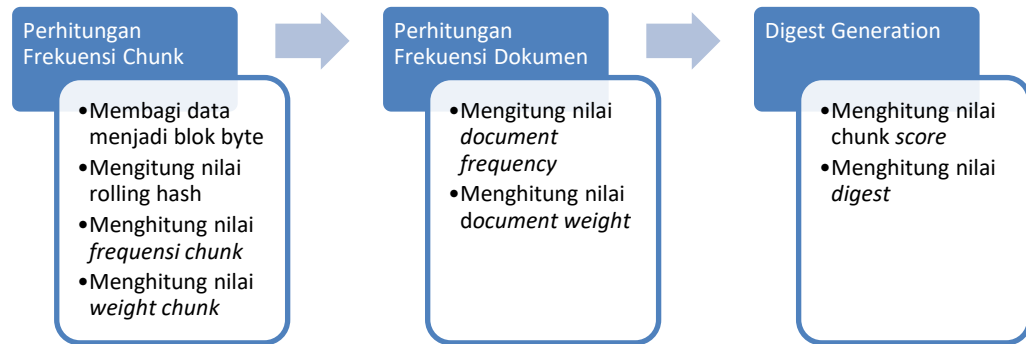 Perhitungan
Frekuensi Chunk
•Membagi data
menjadi blok byte
•Mengitung nilai
rolling hash
•Menghitung nilai
frequensi chunk
•Menghitung nilai
weight chunk
Perhitungan
Frekuensi Dokumen
•Mengitung nilai
document
frequency
•Menghitung nilai
document weight
Digest Generation
•Menghitung nilai
chunk score
•Menghitung nilai
digest